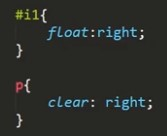 #i1{
float:right;
}
p{
clear: right;
}